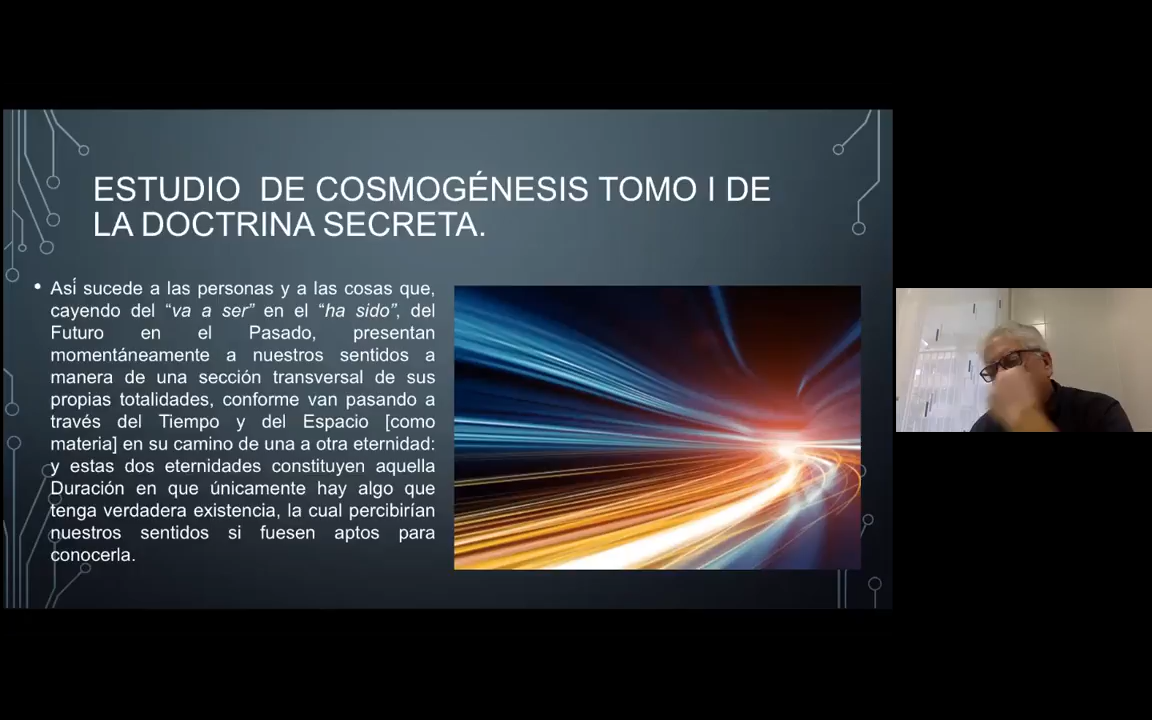 ESTUDIO DE COSMOGÉNESIS TOMO I DE
LA DOCTRINA SECRETA.
• Así sucede a las personas y a las cosas que,
cayendo del “va a ser” en el “ha sido”, del
Futuro en el Pasado, presentan
momentáneamente a nuestros sentidos a
manera de una sección transversal de sus
propias totalidades, conforme van pasando a
través del Tiempo y del Espacio [como
materia] en su camino de una a otra eternidad:
y estas dos eternidades constituyen aquella
Duración en que únicamente hay algo que
tenga verdadera existencia, la cual percibirían
nuestros sentidos si fuesen aptos para
conocerla.